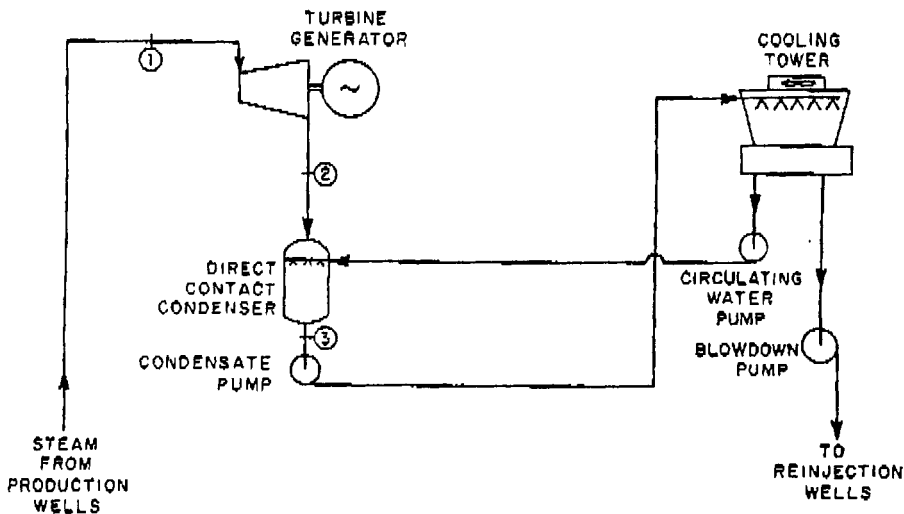 TURBINE
GENERATOR
COOLING
TOWER
1
~
2
DIRECT
CONTACT
CONDENSER
CIRCULATING
WATER
PUMP
3
CONDENSATE
PUMP
BLOWDOWN
PUMP
STEAM
FROM
PRODUCTION
WELLS
TO
REINJECTION
WELLS